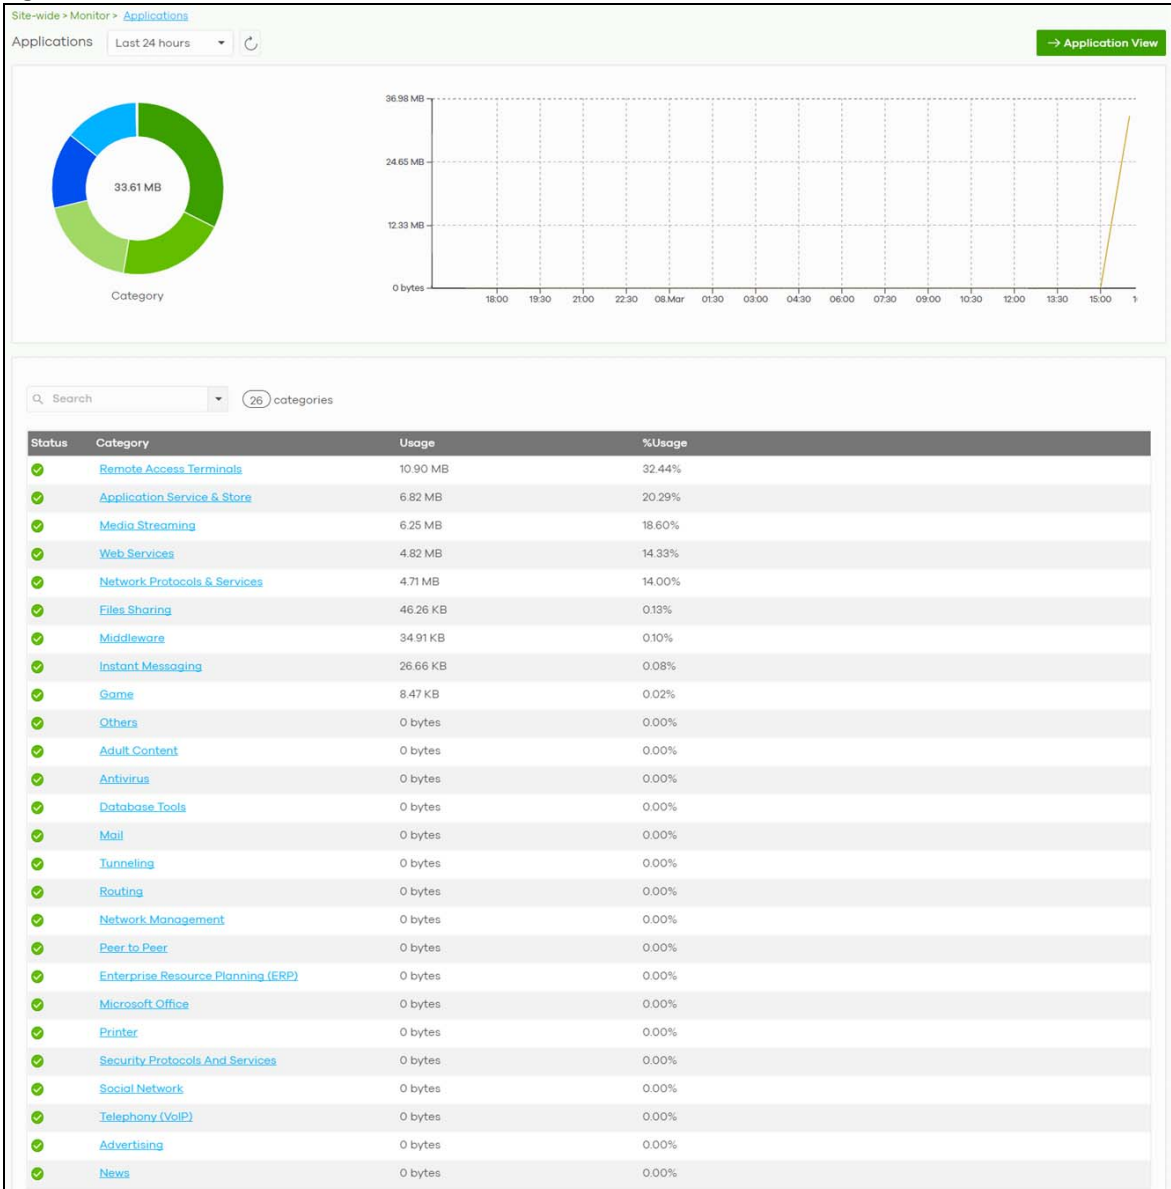 Site-wide > Monitor > Applications
Applications Last 24 hours → Application View
36.98 MB
24.65 MB
33.61 MB
12.33 MB
0 bytes
Category
18:00 19:30 21:00 22:30 08.Mar 01:30 03:00 04:30 06:00 07:30 09:00 10:30 12:00 13:30 15:00
Search 26 categories
Status Category Usage %Usage
Remote Access Terminals 10.90 MB 32.44%
Application Service & Store 6.82 MB 20.29%
Media Streaming 6.25 MB 18.60%
Web Services 4.82 MB 14.33%
Network Protocols & Services 4.71 MB 14.00%
Files Sharing 46.26 KB 0.13%
Middleware 34.91 KB 0.10%
Instant Messaging 26.66 KB 0.08%
Game 8.47 KB 0.02%
Others 0 bytes 0.00%
Adult Content 0 bytes 0.00%
Antivirus 0 bytes 0.00%
Database Tools 0 bytes 0.00%
Mail 0 bytes 0.00%
Tunneling 0 bytes 0.00%
Routing 0 bytes 0.00%
Network Management 0 bytes 0.00%
Peer to Peer 0 bytes 0.00%
Enterprise Resource Planning (ERP) 0 bytes 0.00%
Microsoft Office 0 bytes 0.00%
Printer 0 bytes 0.00%
Security Protocols And Services 0 bytes 0.00%
Social Network 0 bytes 0.00%
Telephony (VoIP) 0 bytes 0.00%
Advertising 0 bytes 0.00%
News 0 bytes 0.00%